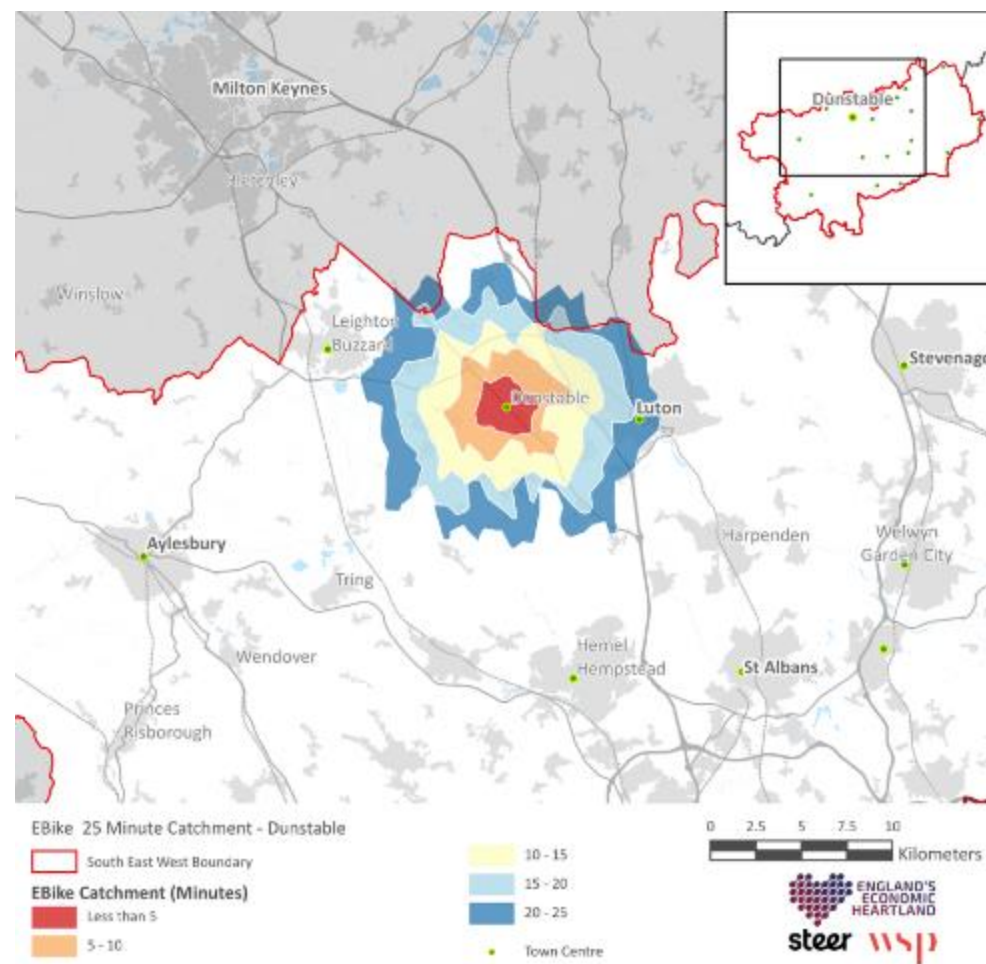 Milton Keynes
Dunstable
Winslow
Leighton
Buzzard
Stevenage
Dunstable
Luton
Harpenden
Welwyn
Garden City
Aylesbury
Tring
Hemel
Hempstead
St Albans
Wendover
Princes
Risborough
EBike 25 Minute Catchment - Dunstable
South East West Boundary
EBike Catchment (Minutes)
Less than 5
5 - 10
10 - 15
15 - 20
20 - 25
Town Centre
0 2.5 5 7.5 10
Kilometers
ENGLAND'S
ECONOMIC
HEARTLAND
steer wsp